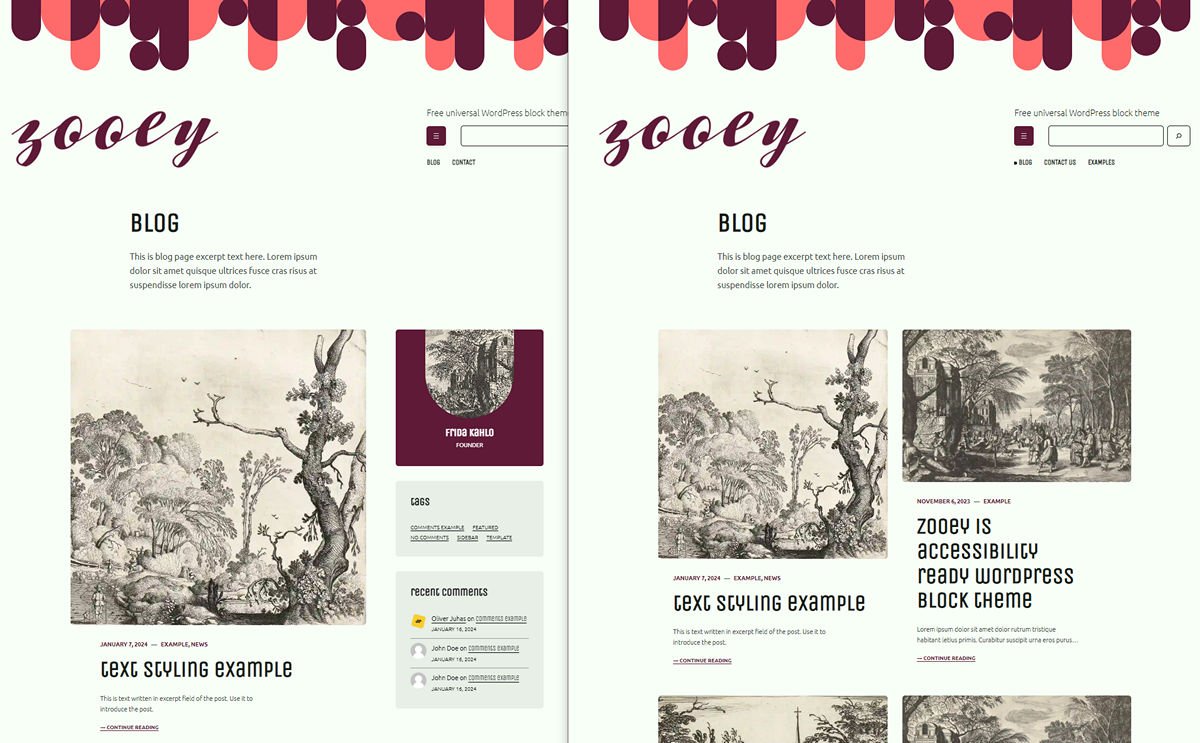 zooey
Free universal WordPress block theme
BLOG CONTACT
BLOG
This is blog page excerpt text here. Lorem ipsum
dolor sit amet quisque ultrices fusce cras risus at
suspendisse lorem ipsum dolor.
JANUARY 7, 2024 — EXAMPLE, NEWS
text styling example
This is text written in excerpt field of the post. Use it to
introduce the post.
— CONTINUE READING
Frida Kahlo
FOUNDER
tags
COMMENTS EXAMPLE FEATURED
NO COMMENTS SIDEBAR TEMPLATE
recent comments
Oliver Juhas on comments example
JANUARY 16, 2024
John Doe on comments example
JANUARY 16, 2024
John Doe on comments example
JANUARY 16, 2024
zooey
Free universal WordPress block theme
BLOG CONTACT US EXAMPLES
BLOG
This is blog page excerpt text here. Lorem ipsum
dolor sit amet quisque ultrices fusce cras risus at
suspendisse lorem ipsum dolor.
JANUARY 7, 2024 — EXAMPLE, NEWS
text styling example
This is text written in excerpt field of the post. Use it to
introduce the post.
— CONTINUE READING
NOVEMBER 6, 2023 — EXAMPLE
Zooey is
accessibility
ready WordPress
block theme
Lorem ipsum dolor sit amet dolor rutrum tristique
habitant letius primis. Curabitur suscipit urna eros purus…
— CONTINUE READING